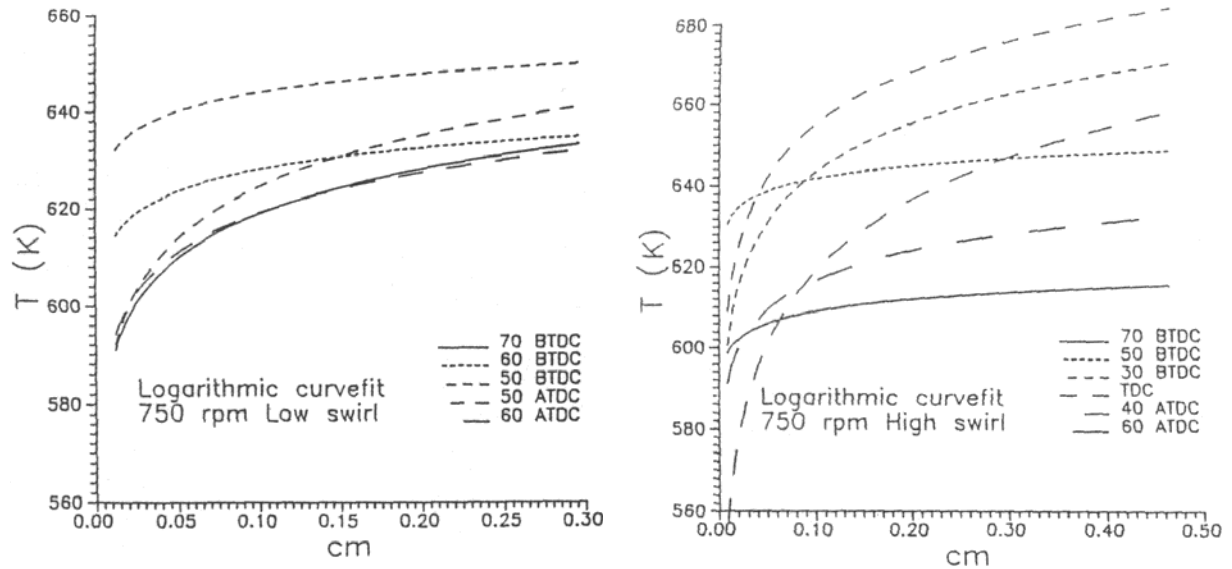 660
640
620
600
580
560
T (K)
0.00 0.05 0.10 0.15 0.20 0.25 0.30
cm
Logarithmic curvefit
750 rpm Low swirl
70 BTDC
60 BTDC
50 BTDC
50 ATDC
60 ATDC
680
660
640
620
600
580
560
T (K)
0.00 0.10 0.20 0.30 0.40 0.50
cm
Logarithmic curvefit
750 rpm High swirl
70 BTDC
50 BTDC
30 BTDC
TDC
40 ATDC
60 ATDC